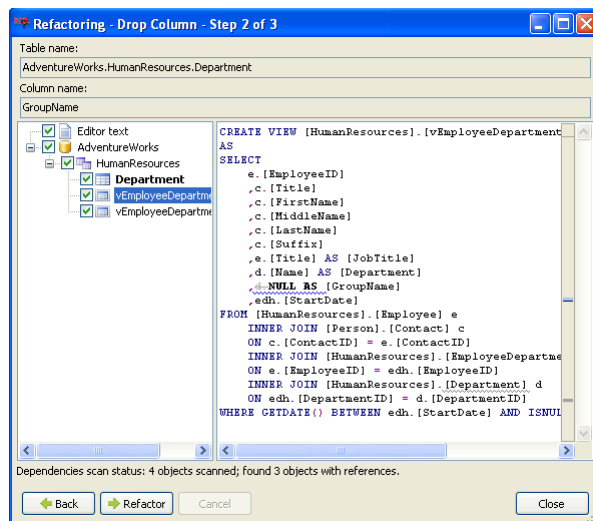 Refactoring - Drop Column - Step 2 of 3
Table name:
AdventureWorks.HumanResources.Department
Column name:
GroupName
Editor text
AdventureWorks
HumanResources
Department
vEmployeeDepartme
vEmployeeDepartme
CREATE VIEW [HumanResources].[vEmployeeDepartment
AS
SELECT
e.[EmployeeID]
,c.[Title]
,c.[FirstName]
,c.[MiddleName]
,c.[LastName]
,c.[Suffix]
,e.[Title] AS [JobTitle]
,d.[Name] AS [Department]
,d.NULL AS [GroupName]
,edh.[StartDate]
FROM [HumanResources].[Employee] e
INNER JOIN [Person].[Contact] c
ON c.[ContactID] = e.[ContactID]
INNER JOIN [HumanResources].[EmployeeDepartme
ON e.[EmployeeID] = edh.[EmployeeID]
INNER JOIN [HumanResources].[Department] d
ON edh.[DepartmentID] = d.[DepartmentID]
WHERE GETDATE() BETWEEN edh.[StartDate] AND ISNUL
Dependencies scan status: 4 objects scanned; found 3 objects with references.
Back
Refactor
Cancel
Close